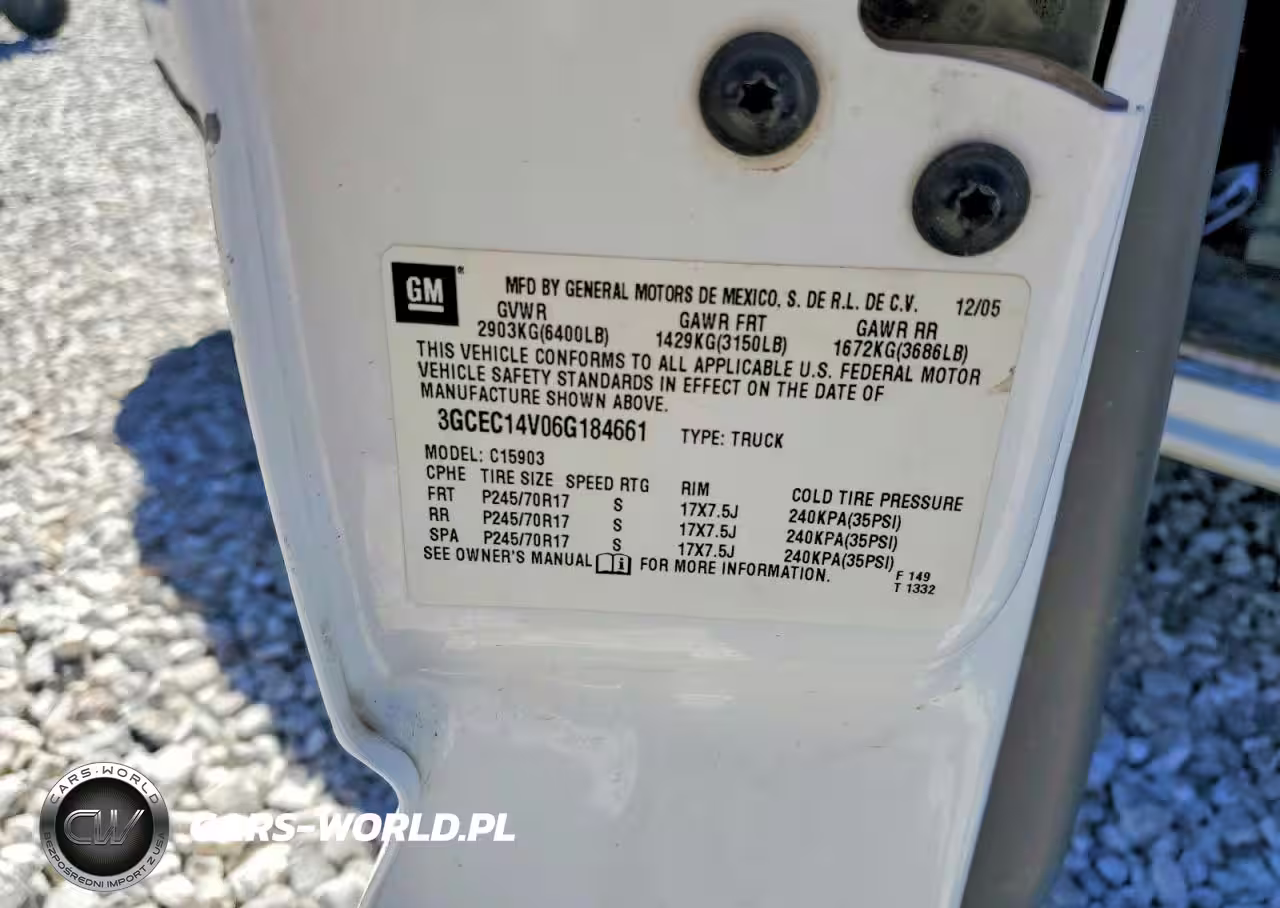 GM ®
MFD BY GENERAL MOTORS DE MEXICO, S. DE R.L. DE C.V. 12/05
GVWR GAWR FRT GAWR RR
2903KG(6400LB) 1429KG(3150LB) 1672KG(3686LB)
THIS VEHICLE CONFORMS TO ALL APPLICABLE U.S. FEDERAL MOTOR
VEHICLE SAFETY STANDARDS IN EFFECT ON THE DATE OF
MANUFACTURE SHOWN ABOVE.
3GCEC14V06G184661 TYPE: TRUCK
MODEL: C15903
CPHE TIRE SIZE SPEED RTG RIM COLD TIRE PRESSURE
FRT P245/70R17 S 17X7.5J 240KPA(35PSI)
RR P245/70R17 S 17X7.5J 240KPA(35PSI)
SPA P245/70R17 S 17X7.5J 240KPA(35PSI)
SEE OWNER'S MANUAL i FOR MORE INFORMATION.
F 149
T 1332
CARS-WORLD
CW
BEZPOŚREDNI IMPORT Z USA
CARS-WORLD.PL